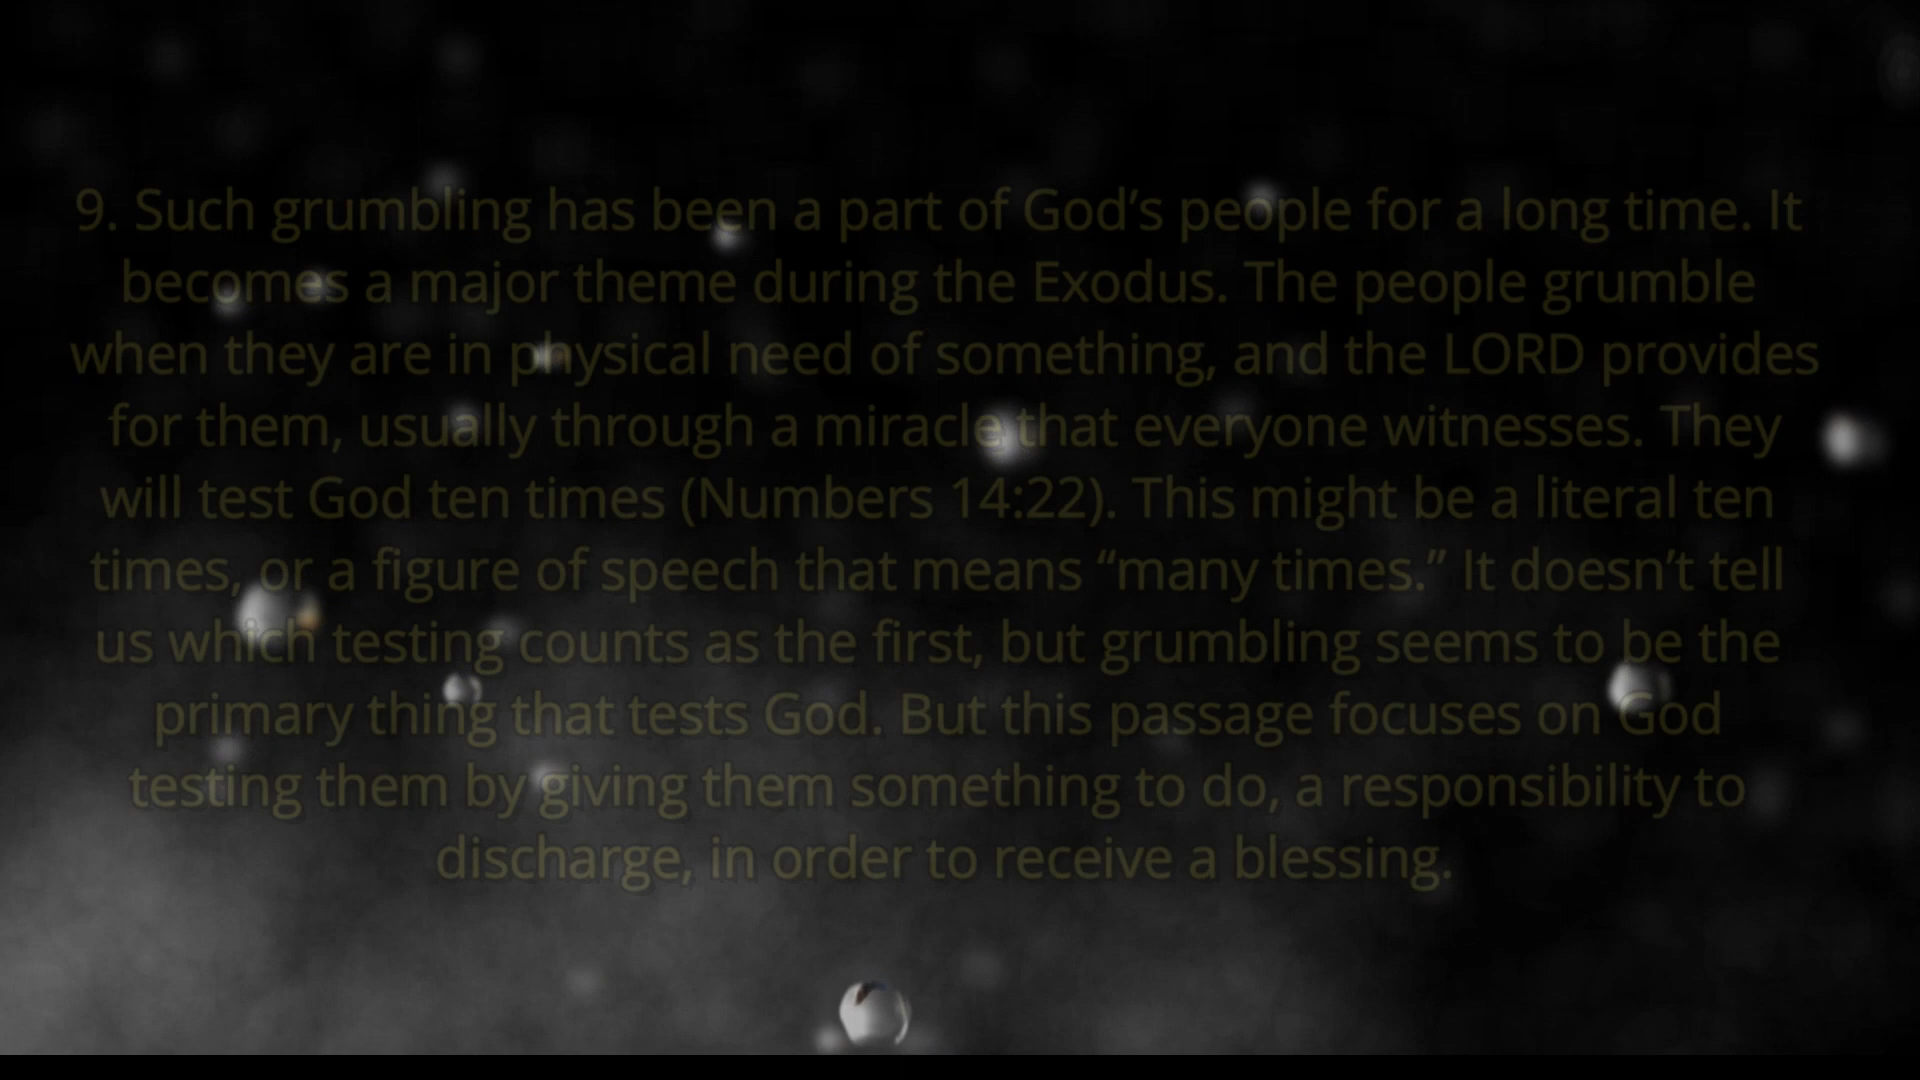 9. Such grumbling has been a part of God’s people for a long time. It
becomes a major theme during the Exodus. The people grumble
when they are in physical need of something, and the LORD provides
for them, usually through a miracle that everyone witnesses. They
will test God ten times (Numbers 14:22). This might be a literal ten
times, or a figure of speech that means “many times.” It doesn’t tell
us which testing counts as the first, but grumbling seems to be the
primary thing that tests God. But this passage focuses on God
testing them by giving them something to do, a responsibility to
discharge, in order to receive a blessing.